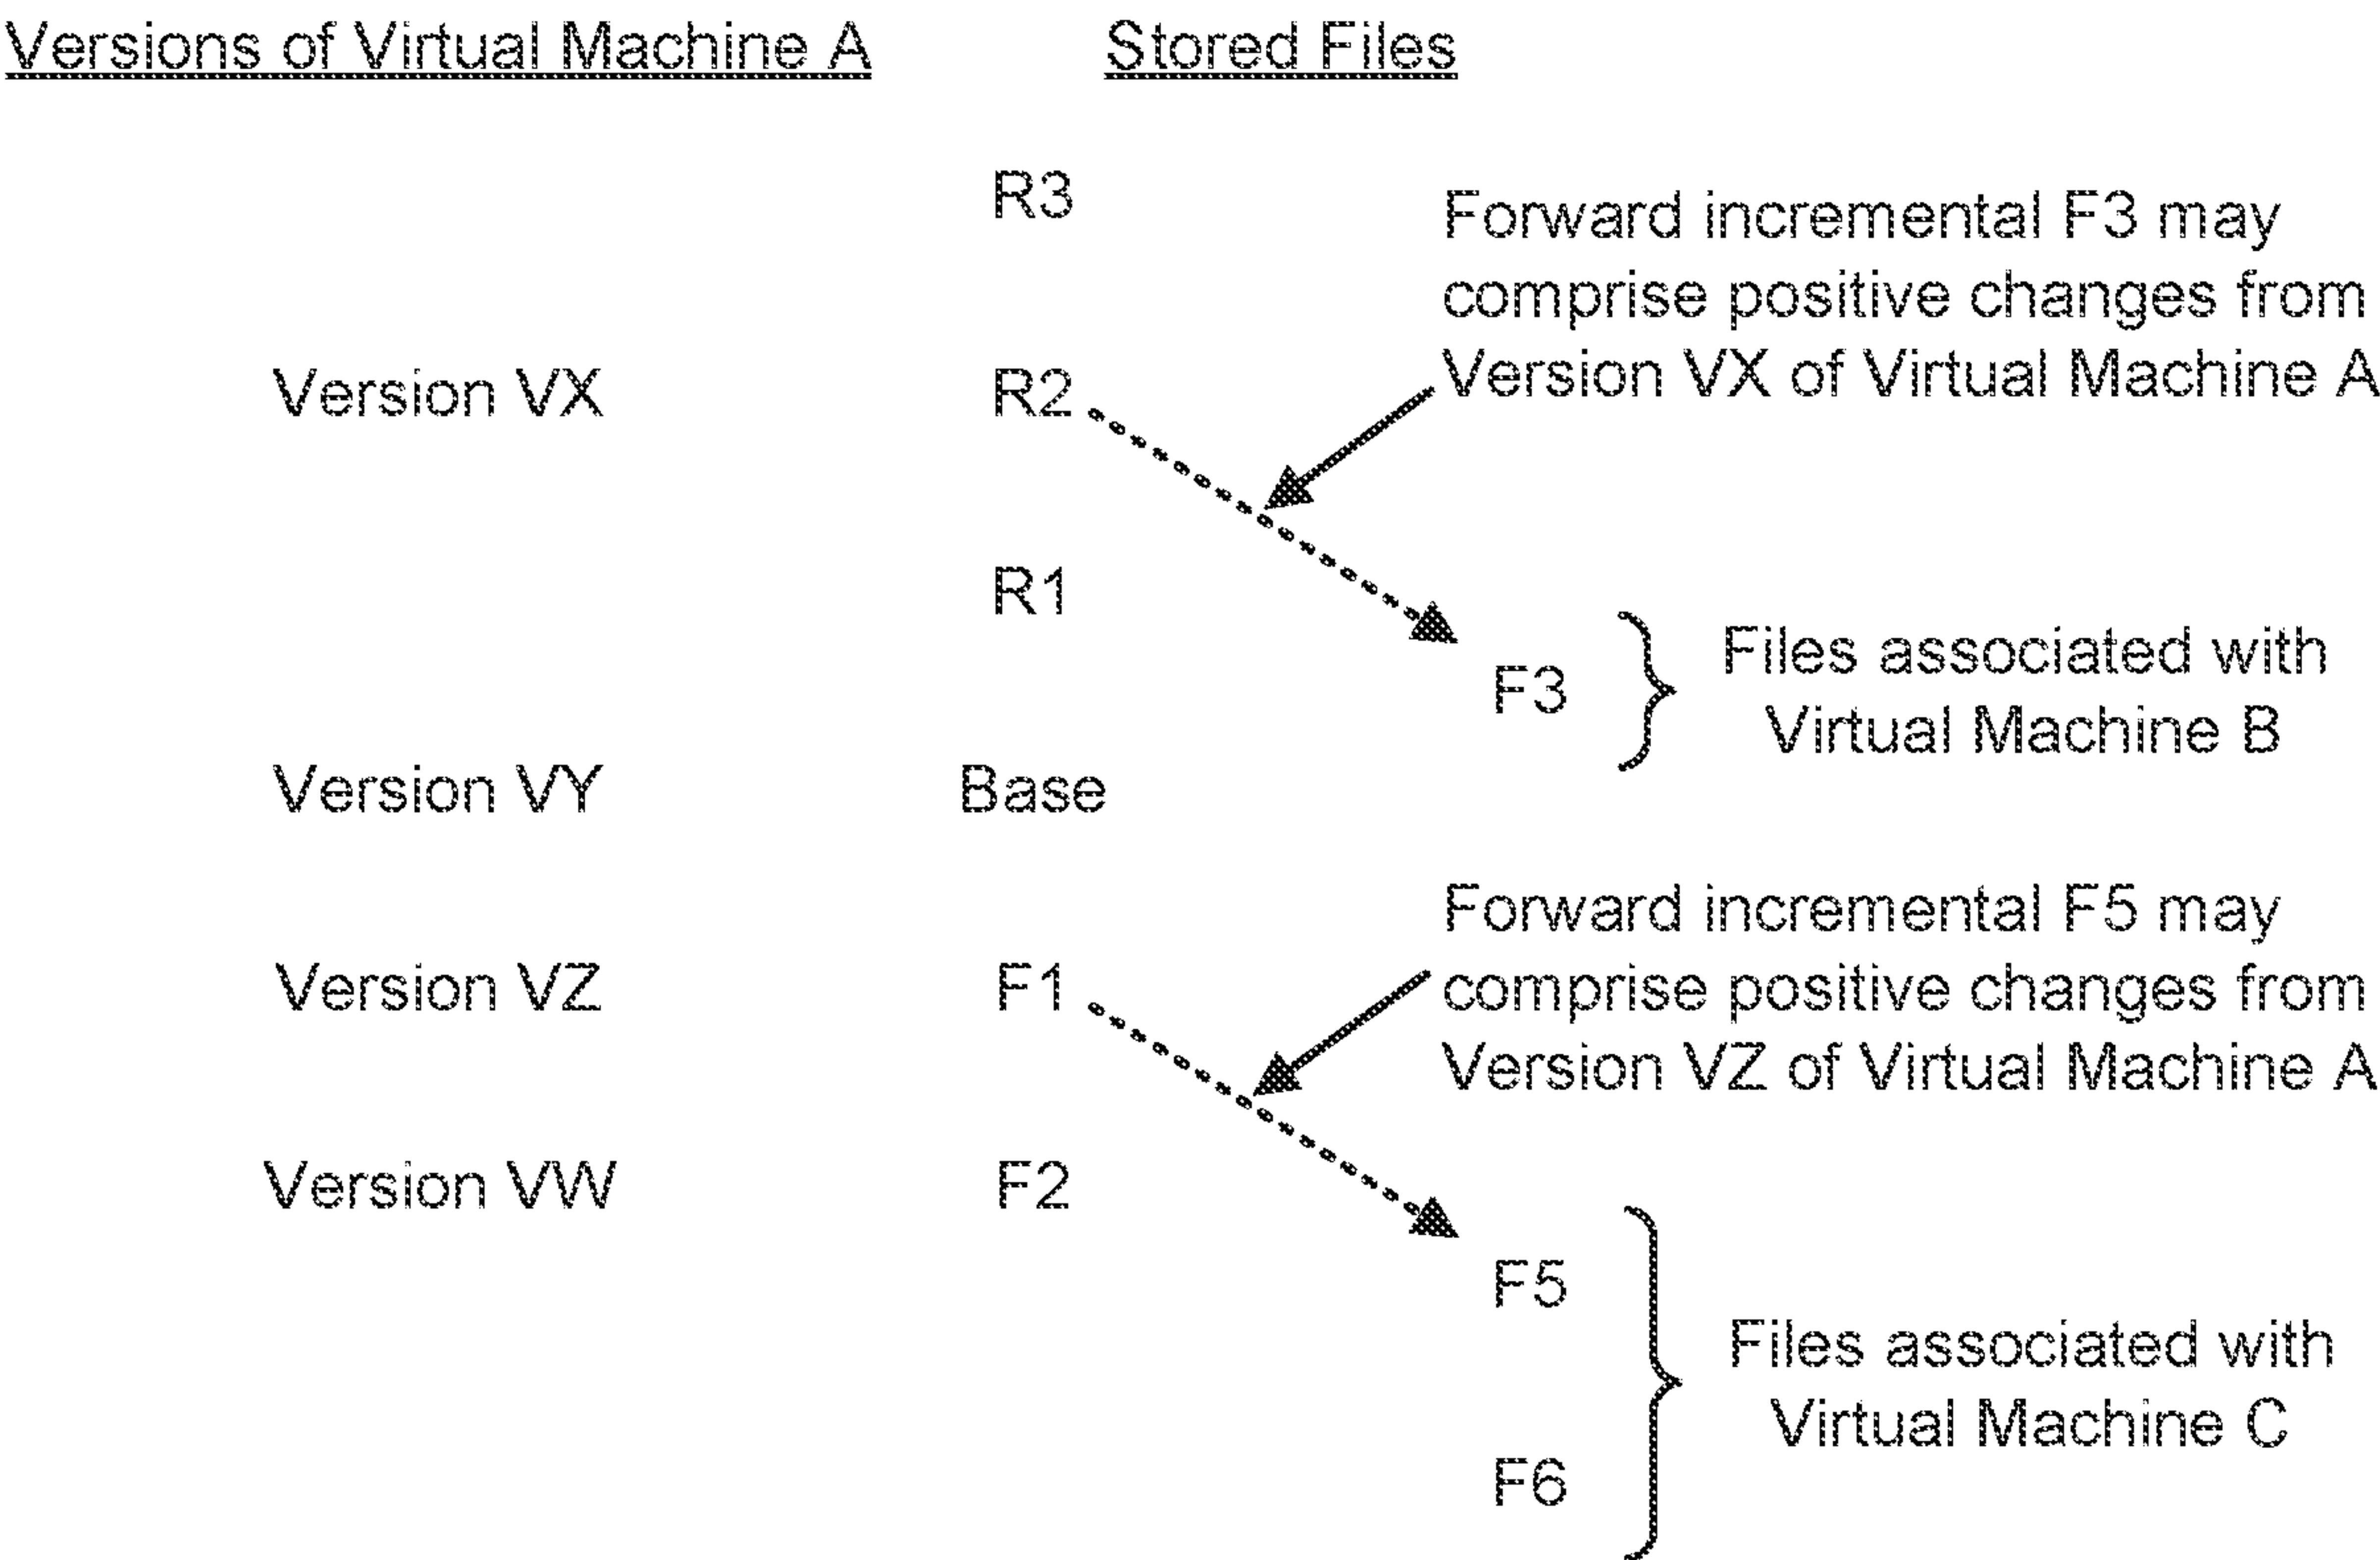 Versions of Virtual Machine A
Stored Files
R3
Forward incremental F3 may
comprise positive changes from
Version VX of Virtual Machine A
Version VX
R2
R1
F3
Files associated with
Virtual Machine B
Version VY
Base
Forward incremental F5 may
comprise positive changes from
Version VZ of Virtual Machine A
Version VZ
F1
Version VW
F2
F5
Files associated with
Virtual Machine C
F6